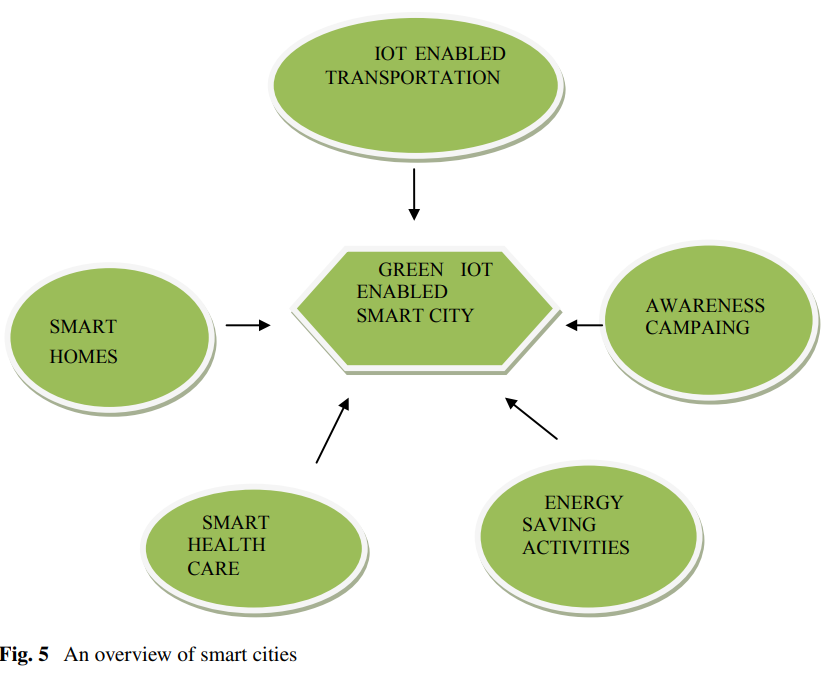 IOT ENABLED
TRANSPORTATION
GREEN IOT
ENABLED
SMART CITY
AWARENESS
CAMPAING
SMART
HOMES
SMART
HEALTH
CARE
ENERGY
SAVING
ACTIVITIES
Fig. 5 An overview of smart cities